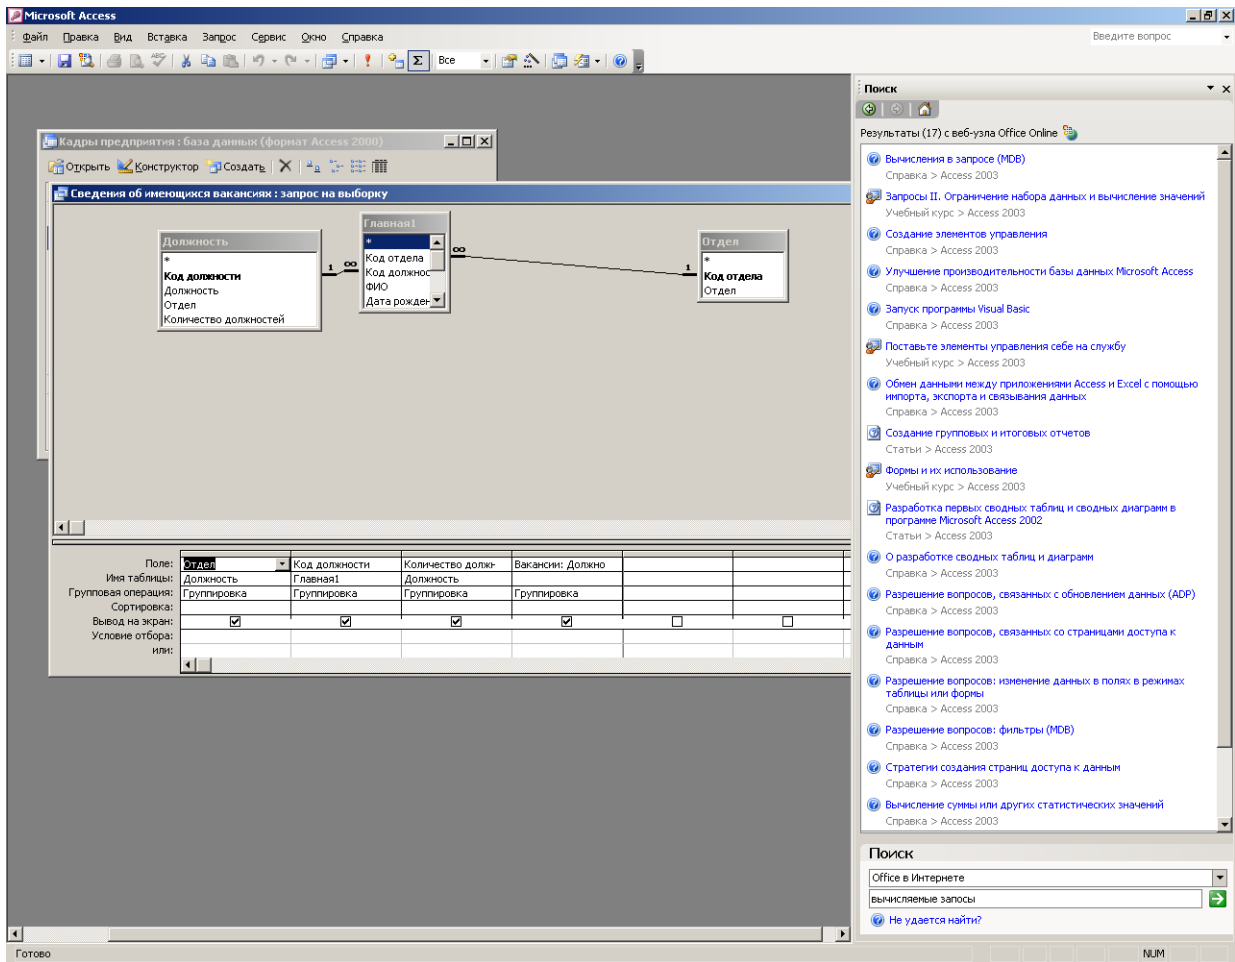 Microsoft Access
Файл Правка Вид Вставка Запрос Сервис Окно Справка
Введите вопрос
Все
Поиск
Результаты (17) с веб-узла Office Online
Вычисления в запросе (MDB)
Справка > Access 2003
Запросы II. Ограничение набора данных и вычисление значений
Учебный курс > Access 2003
Создание элементов управления
Справка > Access 2003
Улучшение производительности базы данных Microsoft Access
Справка > Access 2003
Запуск программы Visual Basic
Справка > Access 2003
Поставьте элементы управления себе на службу
Учебный курс > Access 2003
Обмен данными между приложениями Access и Excel с помощью
импорта, экспорта и связывания данных
Справка > Access 2003
Создание групповых и итоговых отчетов
Статьи > Access 2003
Формы и их использование
Учебный курс > Access 2003
Разработка первых сводных таблиц и сводных диаграмм в
программе Microsoft Access 2002
Статьи > Access 2003
О разработке сводных таблиц и диаграмм
Справка > Access 2003
Разрешение вопросов, связанных с обновлением данных (ADP)
Справка > Access 2003
Разрешение вопросов, связанных со страницами доступа к
данным
Справка > Access 2003
Разрешение вопросов: изменение данных в полях в режимах
таблицы или формы
Справка > Access 2003
Разрешение вопросов: фильтры (MDB)
Справка > Access 2003
Стратегии создания страниц доступа к данным
Справка > Access 2003
Вычисление суммы или других статистических значений
Справка > Access 2003
Поиск
Office в Интернете
вычисляемые запосы
Не удается найти?
Кадры предприятия : база данных (формат Access 2000)
Открыть Конструктор Создать
Сведения об имеющихся вакансиях : запрос на выборку
Должность
*
Код должности
Должность
Отдел
Количество должностей
1 ∞
Главная1
*
Код отдела
Код должнос
ФИО
Дата рожден
∞ 1
Отдел
*
Код отдела
Отдел
Поле: Отдел Код должности Количество должн Вакансии: Должно
Имя таблицы: Должность Главная1 Должность
Групповая операция: Группировка Группировка Группировка Группировка
Сортировка:
Вывод на экран:
Условие отбора:
или:
Готово
NUM